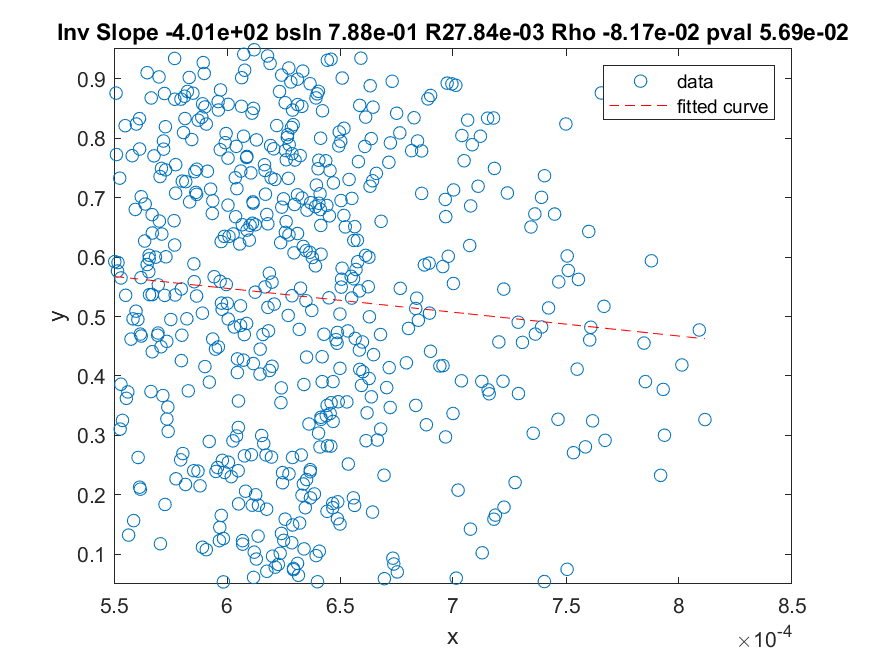 Inv Slope -4.01e+02 bsln 7.88e-01 R27.84e-03 Rho -8.17e-02 pval 5.69e-02
data
fitted curve
0.9
0.8
0.7
0.6
0.5
0.4
0.3
0.2
0.1
y
5.5 6 6.5 7 7.5 8 8.5
x
×10⁻⁴